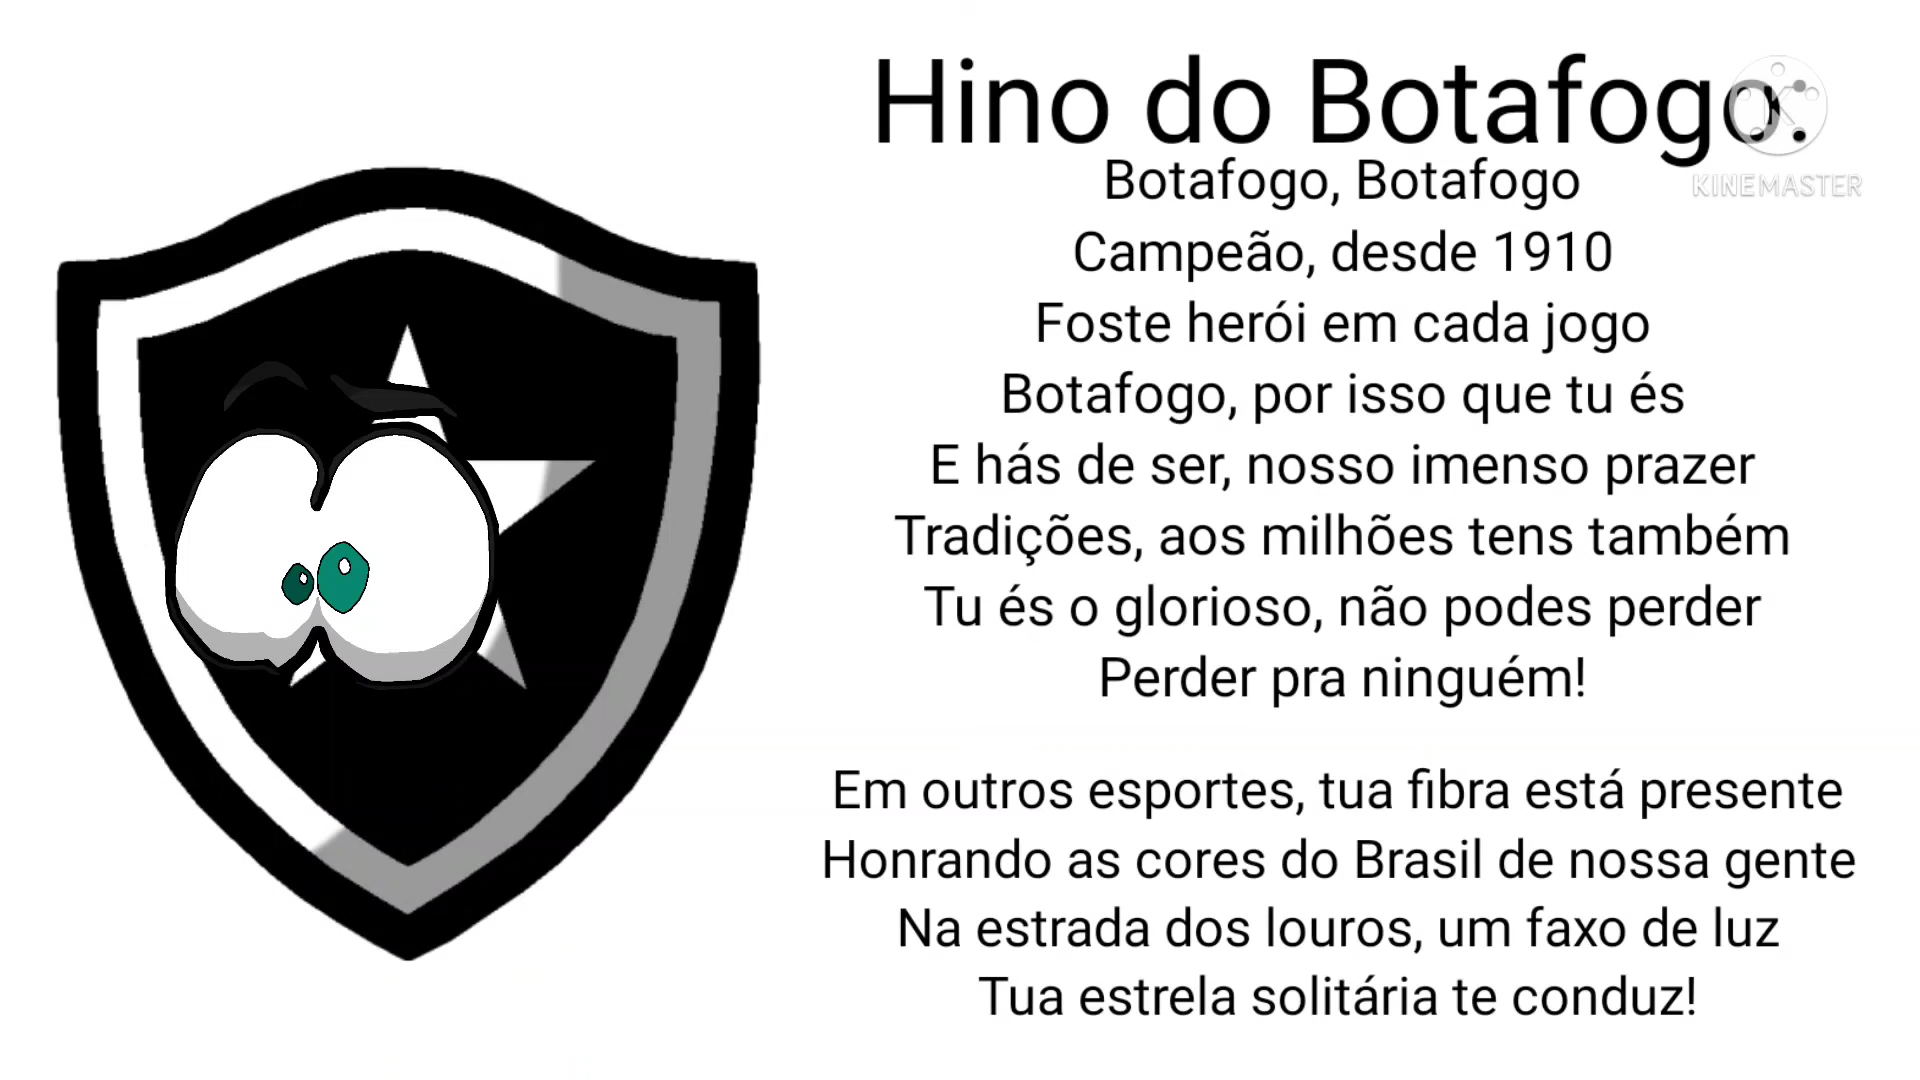 Hino do Botafogo:
KINEMASTER
Botafogo, Botafogo
Campeão, desde 1910
Foste herói em cada jogo
Botafogo, por isso que tu és
E hás de ser, nosso imenso prazer
Tradições, aos milhões tens também
Tu és o glorioso, não podes perder
Perder pra ninguém!
Em outros esportes, tua fibra está presente
Honrando as cores do Brasil de nossa gente
Na estrada dos louros, um faxo de luz
Tua estrela solitária te conduz!